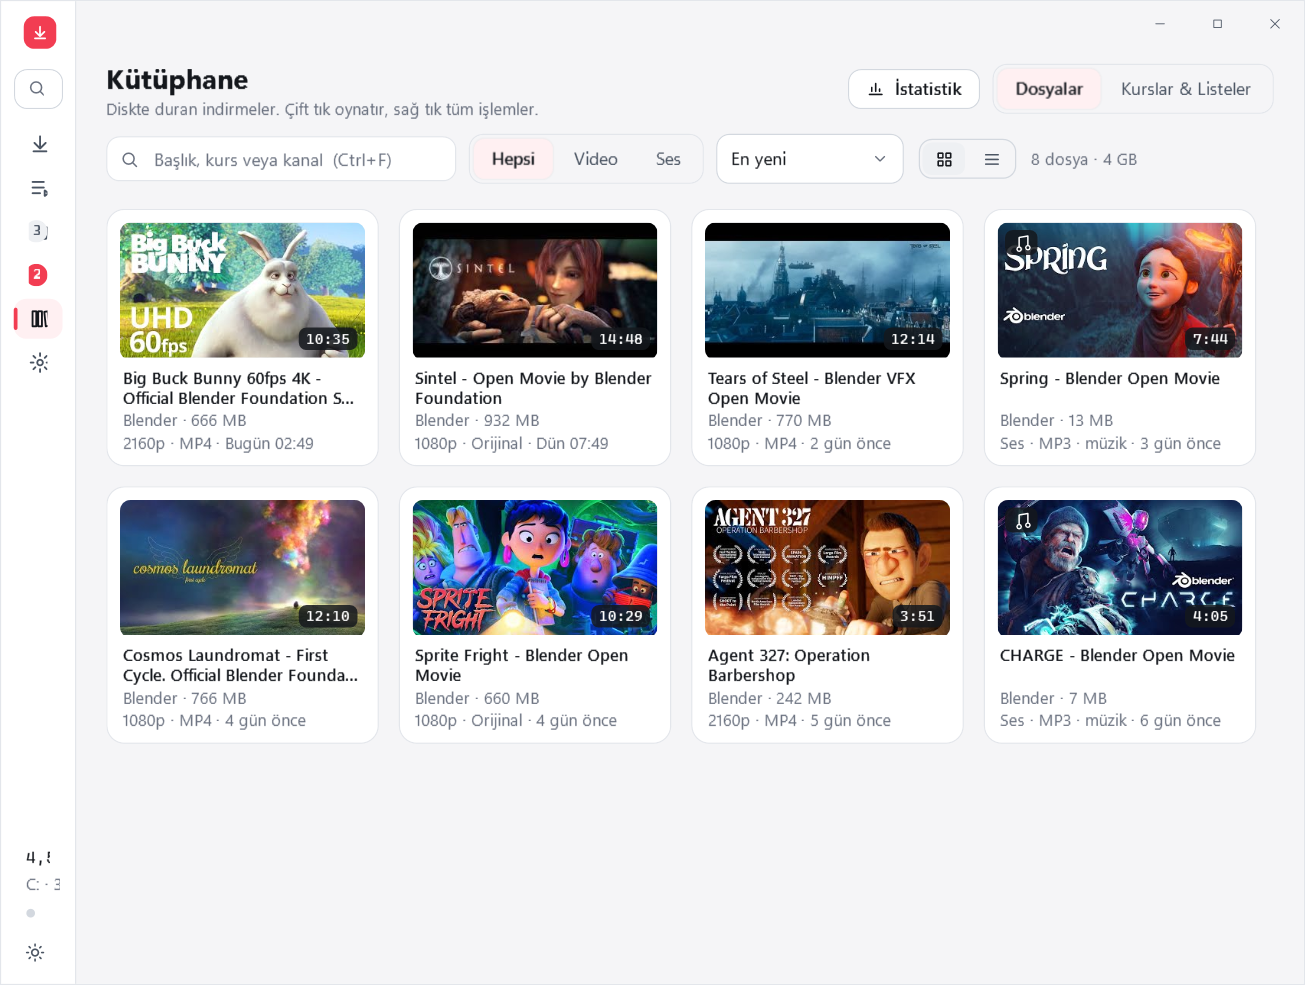 Kütüphane
Diskte duran indirmeler. Çift tık oynatır, sağ tık tüm işlemler.
İstatistik
Dosyalar
Kurslar & Listeler
Başlık, kurs veya kanal (Ctrl+F)
Hepsi
Video
Ses
En yeni
8 dosya · 4 GB
3
2
Big Buck
BUNNY
UHD
60fps
10:35
Big Buck Bunny 60fps 4K -
Official Blender Foundation S...
Blender · 666 MB
2160p · MP4 · Bugün 02:49
SINTEL
14:48
Sintel - Open Movie by Blender
Foundation
Blender · 932 MB
1080p · Orijinal · Dün 07:49
TEARS OF STEEL
12:14
Tears of Steel - Blender VFX
Open Movie
Blender · 770 MB
1080p · MP4 · 2 gün önce
SPRING
blender
7:44
Spring - Blender Open Movie
Blender · 13 MB
Ses · MP3 · müzik · 3 gün önce
cosmos laundromat
first cycle
12:10
Cosmos Laundromat - First
Cycle. Official Blender Founda...
Blender · 766 MB
1080p · MP4 · 4 gün önce
SPRITE
FRIGHT
10:29
Sprite Fright - Blender Open
Movie
Blender · 660 MB
1080p · Orijinal · 4 gün önce
AGENT 327
OPERATION BARBERSHOP
3:51
Agent 327: Operation
Barbershop
Blender · 242 MB
2160p · MP4 · 5 gün önce
blender
CHARGE
4:05
CHARGE - Blender Open Movie
Blender · 7 MB
Ses · MP3 · müzik · 6 gün önce
4,
C: · 3